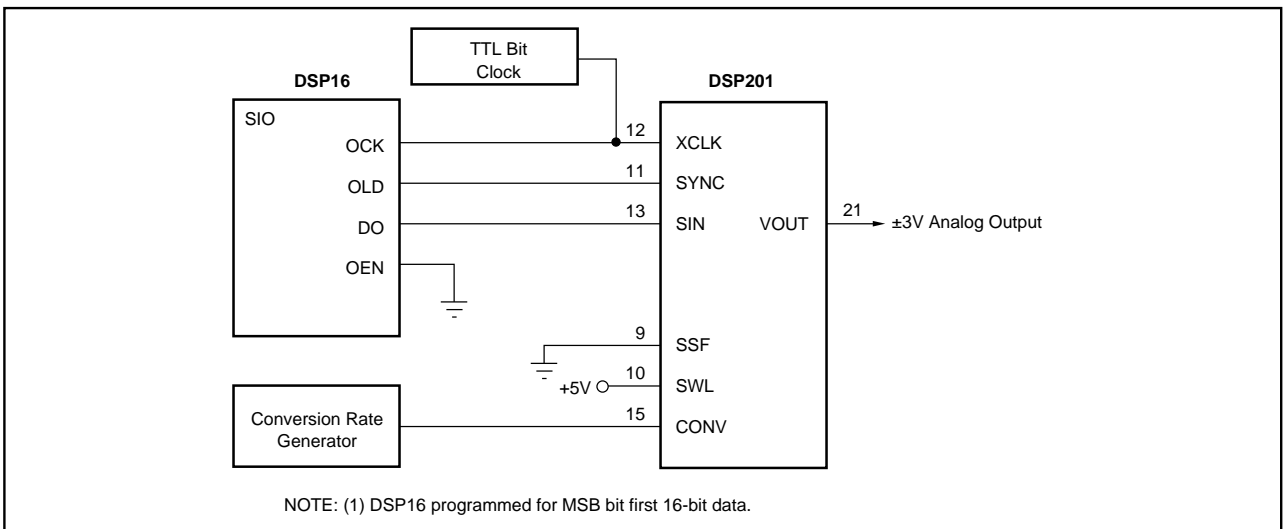 TTL Bit
Clock
DSP16
DSP201
SIO
OCK
12
XCLK
OLD
11
SYNC
DO
13
SIN
VOUT
21
±3V Analog Output
OEN
9
SSF
+5V
10
SWL
Conversion Rate
Generator
15
CONV
NOTE: (1) DSP16 programmed for MSB bit first 16-bit data.